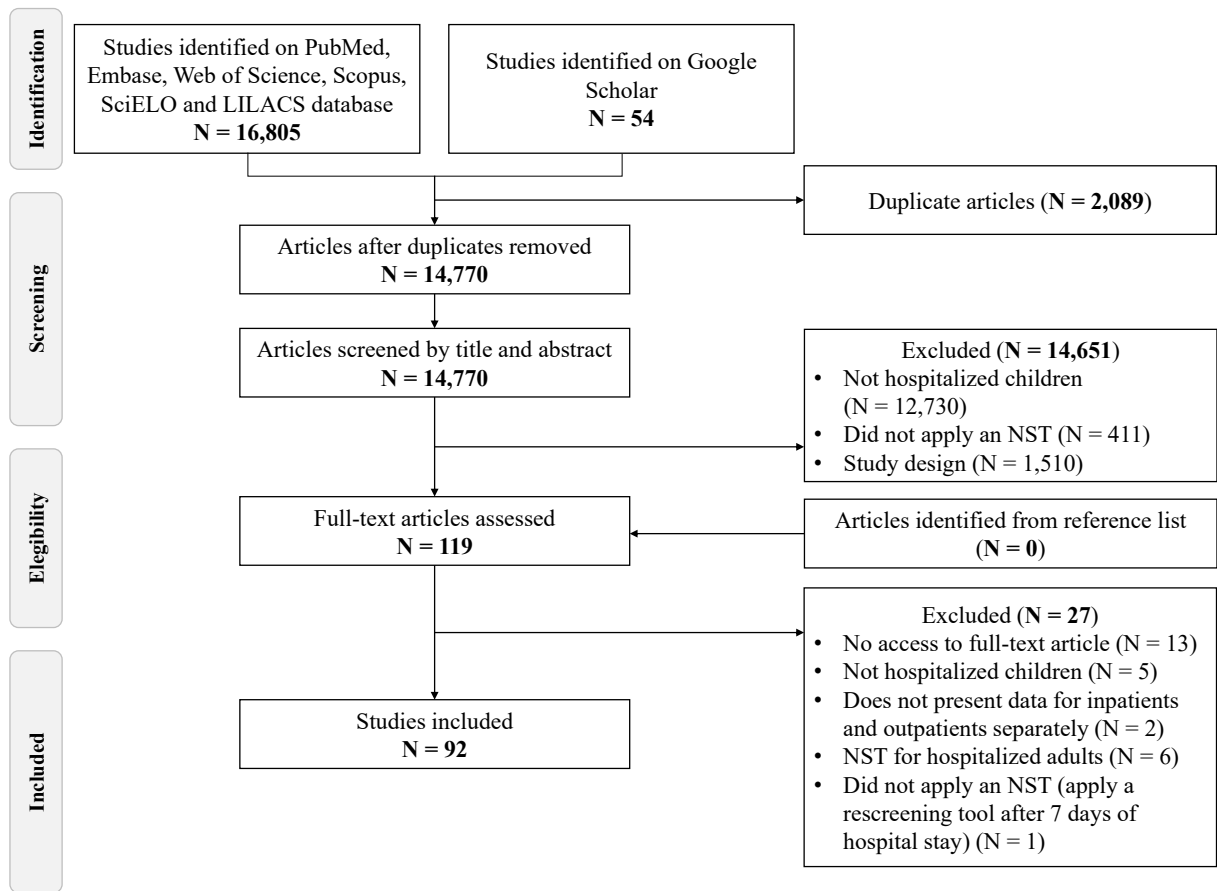 Identification
Studies identified on PubMed,
Embase, Web of Science, Scopus,
SciELO and LILACS database
N = 16,805
Studies identified on Google
Scholar
N = 54
Screening
Duplicate articles (N = 2,089)
Articles after duplicates removed
N = 14,770
Articles screened by title and abstract
N = 14,770
Excluded (N = 14,651)
• Not hospitalized children
(N = 12,730)
• Did not apply an NST (N = 411)
• Study design (N = 1,510)
Elegibility
Full-text articles assessed
N = 119
Articles identified from reference list
(N = 0)
Excluded (N = 27)
• No access to full-text article (N = 13)
• Not hospitalized children (N = 5)
• Does not present data for inpatients
and outpatients separately (N = 2)
• NST for hospitalized adults (N = 6)
• Did not apply an NST (apply a
rescreening tool after 7 days of
hospital stay) (N = 1)
Included
Studies included
N = 92